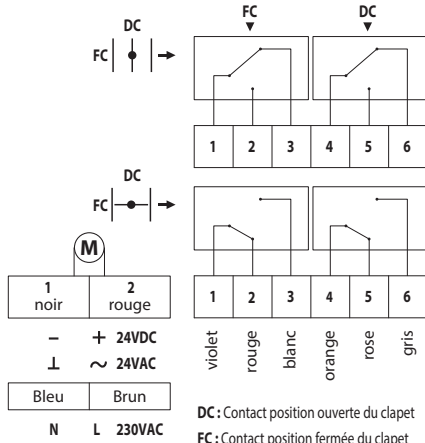 FC DC
DC
FC
1 2 3 4 5 6
DC
FC
M
1 2
noir rouge
1 2 3 4 5 6
– + 24VDC
⊥ ~ 24VAC
violet rouge blanc orange rose gris
Bleu Brun
N L 230VAC
DC : Contact position ouverte du clapet
FC : Contact position fermée du clapet